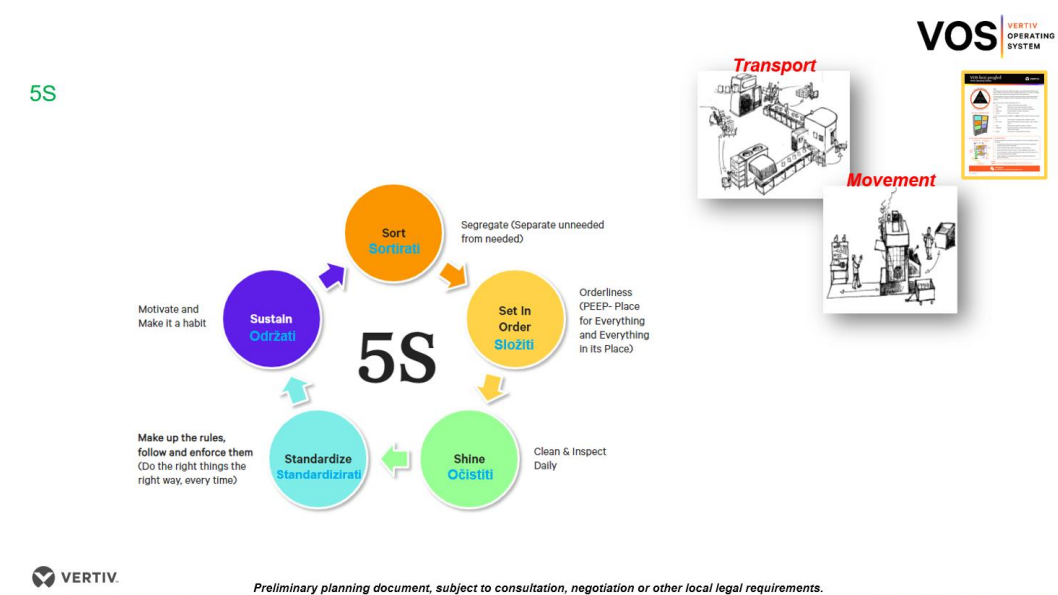 VOS
VERTIV
OPERATING
SYSTEM
Transport
5S
Movement
Sort
Sortirati
Segregate (Separate unneeded
from needed)
Set In
Order
Složiti
Orderliness
(PEEP- Place
for Everything
and Everything
in its Place)
Motivate and
Make it a habit
Sustain
Održati
5S
Make up the rules,
follow and enforce them
(Do the right things the
right way, every time)
Standardize
Standardizirati
Shine
Očistiti
Clean & Inspect
Daily
VERTIV.
Preliminary planning document, subject to consultation, negotiation or other local legal requirements.